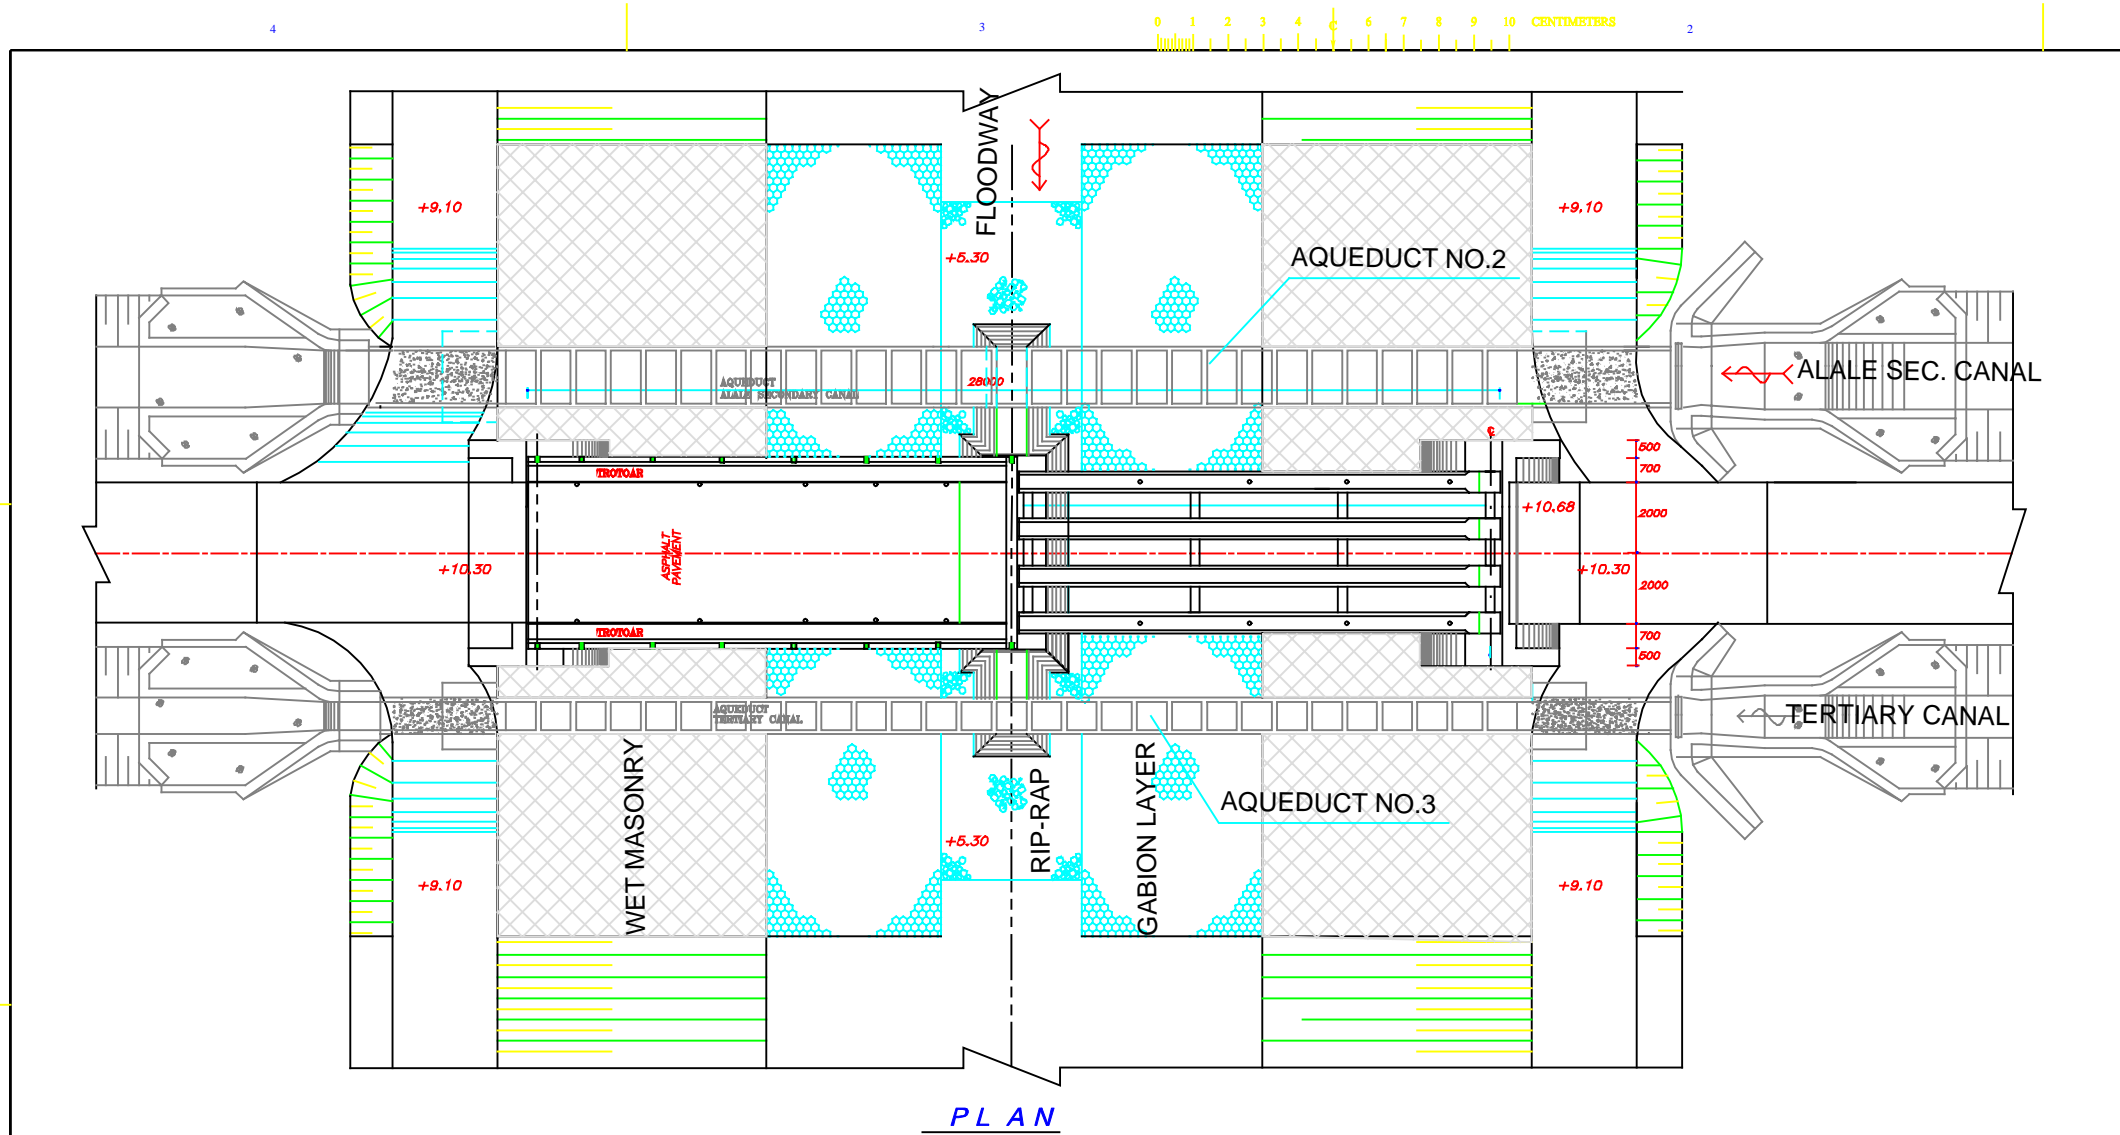 4
3
0 1 2 3 4 C 6 7 8 9 10 CENTIMETERS
2
FLOODWAY
+9.10
+9.10
+5.30
AQUEDUCT NO.2
ALALE SEC. CANAL
AQUEDUCT
ALALE SECONDARY CANAL
28000
TROTOAR
ASPHALT
PAVEMENT
+10.30
TROTOAR
+10.68
+10.30
500
700
2000
2000
700
500
AQUEDUCT
TERTIARY CANAL
TERTIARY CANAL
WET MASONRY
RIP-RAP
GABION LAYER
AQUEDUCT NO.3
+5.30
+9.10
+9.10
PLAN